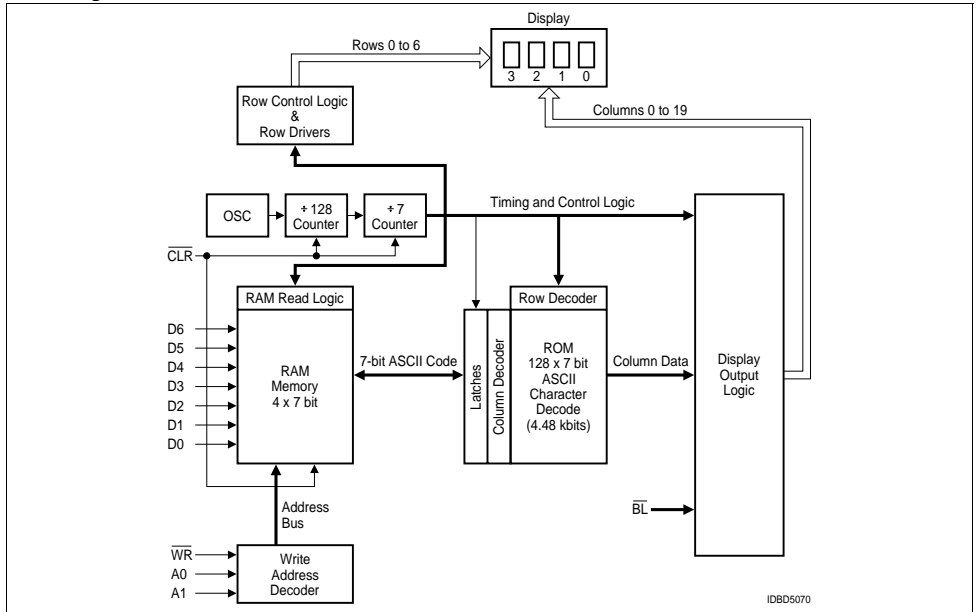 Display
Rows 0 to 6
3 2 1 0
Row Control Logic
&
Row Drivers
Columns 0 to 19
OSC
÷ 128
Counter
÷ 7
Counter
Timing and Control Logic
CLR
RAM Read Logic
Row Decoder
D6
D5
D4
D3
D2
D1
D0
RAM
Memory
4 x 7 bit
7-bit ASCII Code
Latches
Column Decoder
ROM
128 x 7 bit
ASCII
Character
Decode
(4.48 kbits)
Column Data
Display
Output
Logic
Address
Bus
BL
WR
A0
A1
Write
Address
Decoder
IDBD5070